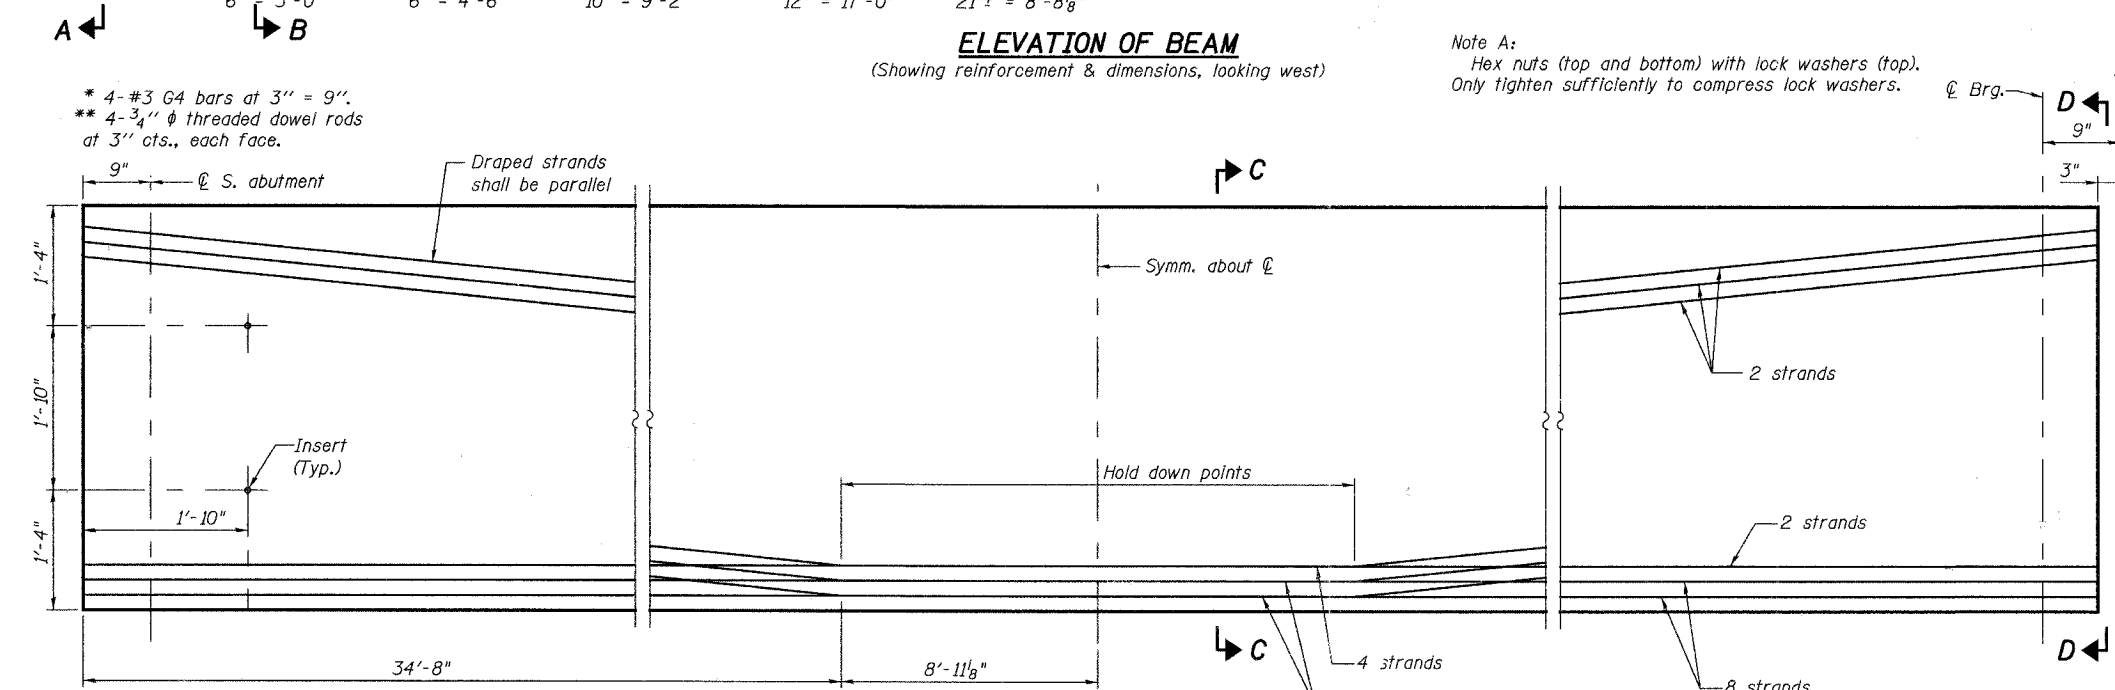 A B
ELEVATION OF BEAM
(Showing reinforcement & dimensions, looking west)
Note A:
Hex nuts (top and bottom) with lock washers (top).
Only tighten sufficiently to compress lock washers.
* 4-#3 G4 bars at 3" = 9".
** 4-3/4" ϕ threaded dowel rods
at 3" cts., each face.
℄ Brg.
D
9"
3"
9"
℄ S. abutment
Draped strands
shall be parallel
C
1'-4"
Symm. about ℄
2 strands
1'-10"
Insert
(Typ.)
Hold down points
1'-10"
2 strands
1'-4"
34'-8"
8'-11 1/8"
C
4 strands
D
8 strands